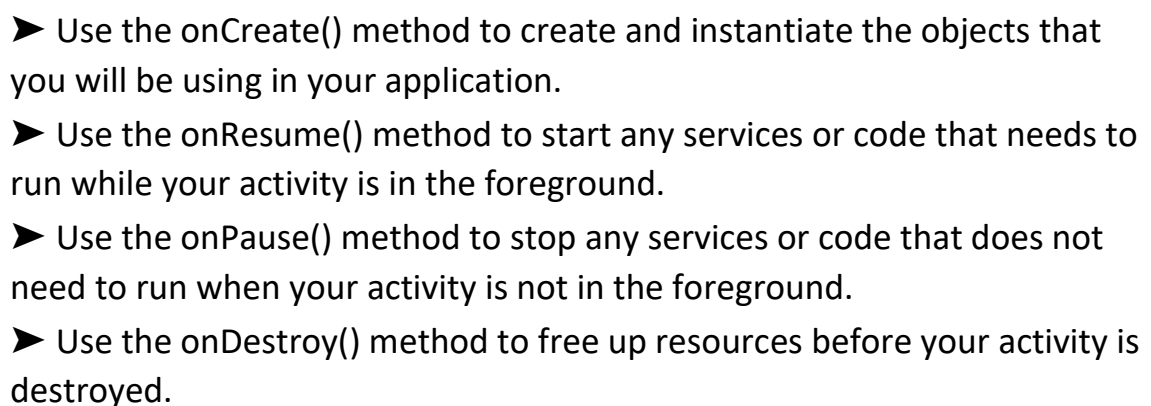 ➤ Use the onCreate() method to create and instantiate the objects that
you will be using in your application.
➤ Use the onResume() method to start any services or code that needs to
run while your activity is in the foreground.
➤ Use the onPause() method to stop any services or code that does not
need to run when your activity is not in the foreground.
➤ Use the onDestroy() method to free up resources before your activity is
destroyed.